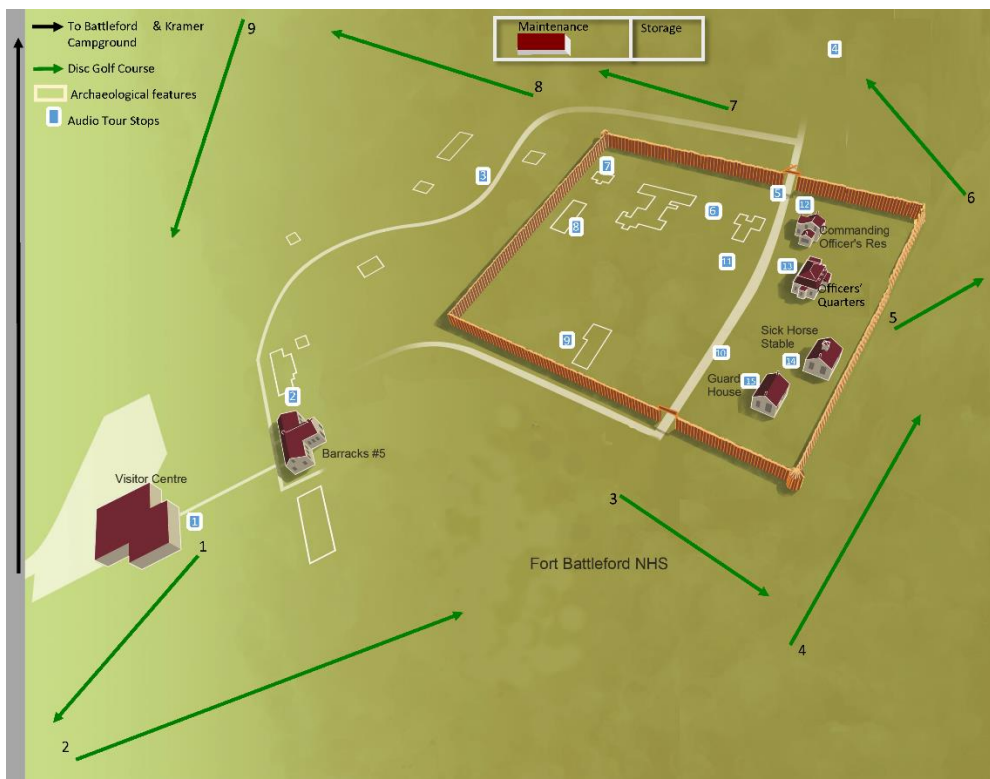 To Battleford & Kramer
Campground
Disc Golf Course
Archaeological features
Audio Tour Stops
9
Maintenance
Storage
4
8
7
6
3
7
5
12
6
8
Commanding
Officer's Res
11
13
Officers'
Quarters
5
Sick Horse
Stable
9
10
14
Guard
House
15
2
Barracks #5
Visitor Centre
1
1
3
Fort Battleford NHS
4
2